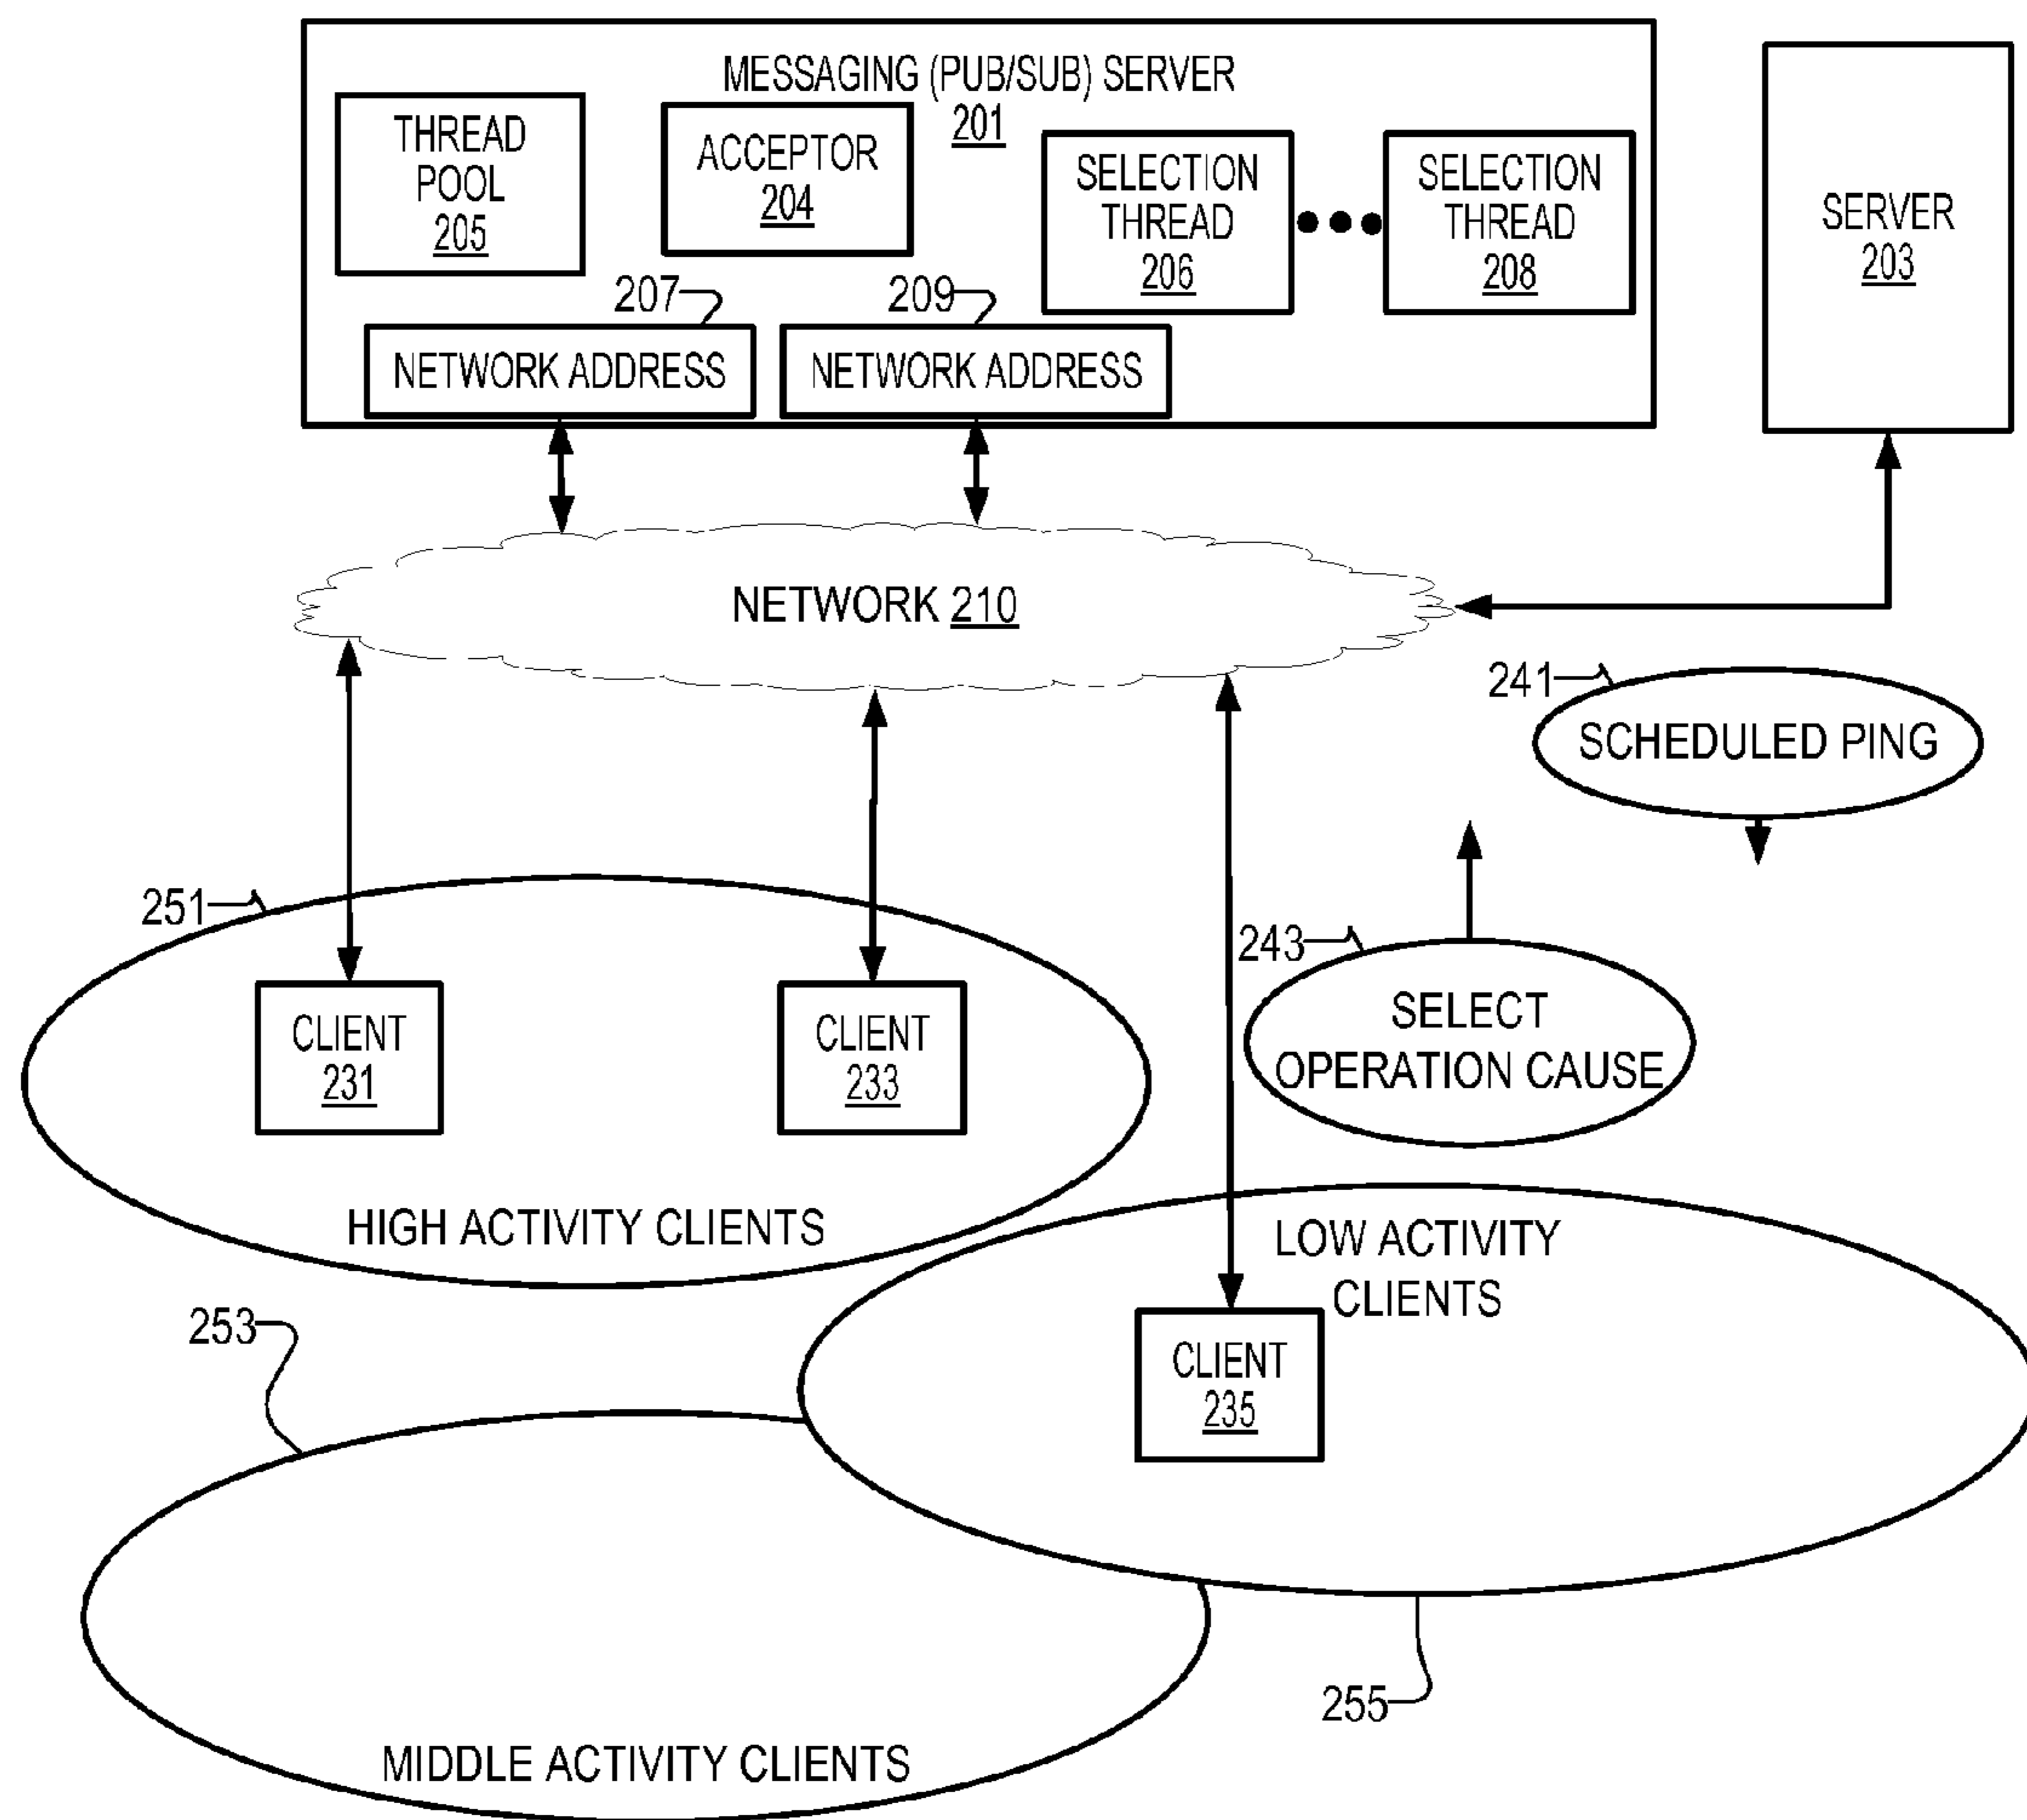 MESSAGING (PUB/SUB) SERVER
201
THREAD
POOL
205
ACCEPTOR
204
SELECTION
THREAD
206
SELECTION
THREAD
208
SERVER
203
207
209
NETWORK ADDRESS
NETWORK ADDRESS
NETWORK 210
241
SCHEDULED PING
251
243
SELECT
OPERATION CAUSE
CLIENT
231
CLIENT
233
HIGH ACTIVITY CLIENTS
LOW ACTIVITY
CLIENTS
253
CLIENT
235
255
MIDDLE ACTIVITY CLIENTS